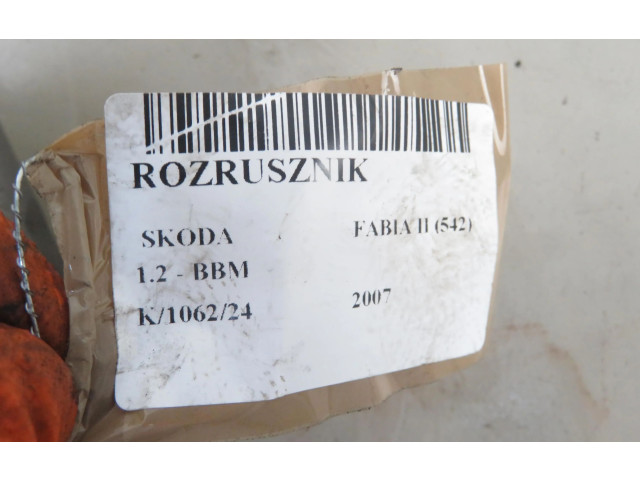 ROZRUSZNIK
SKODA FABIA II (542)
1.2 - BBM
K/1062/24 2007